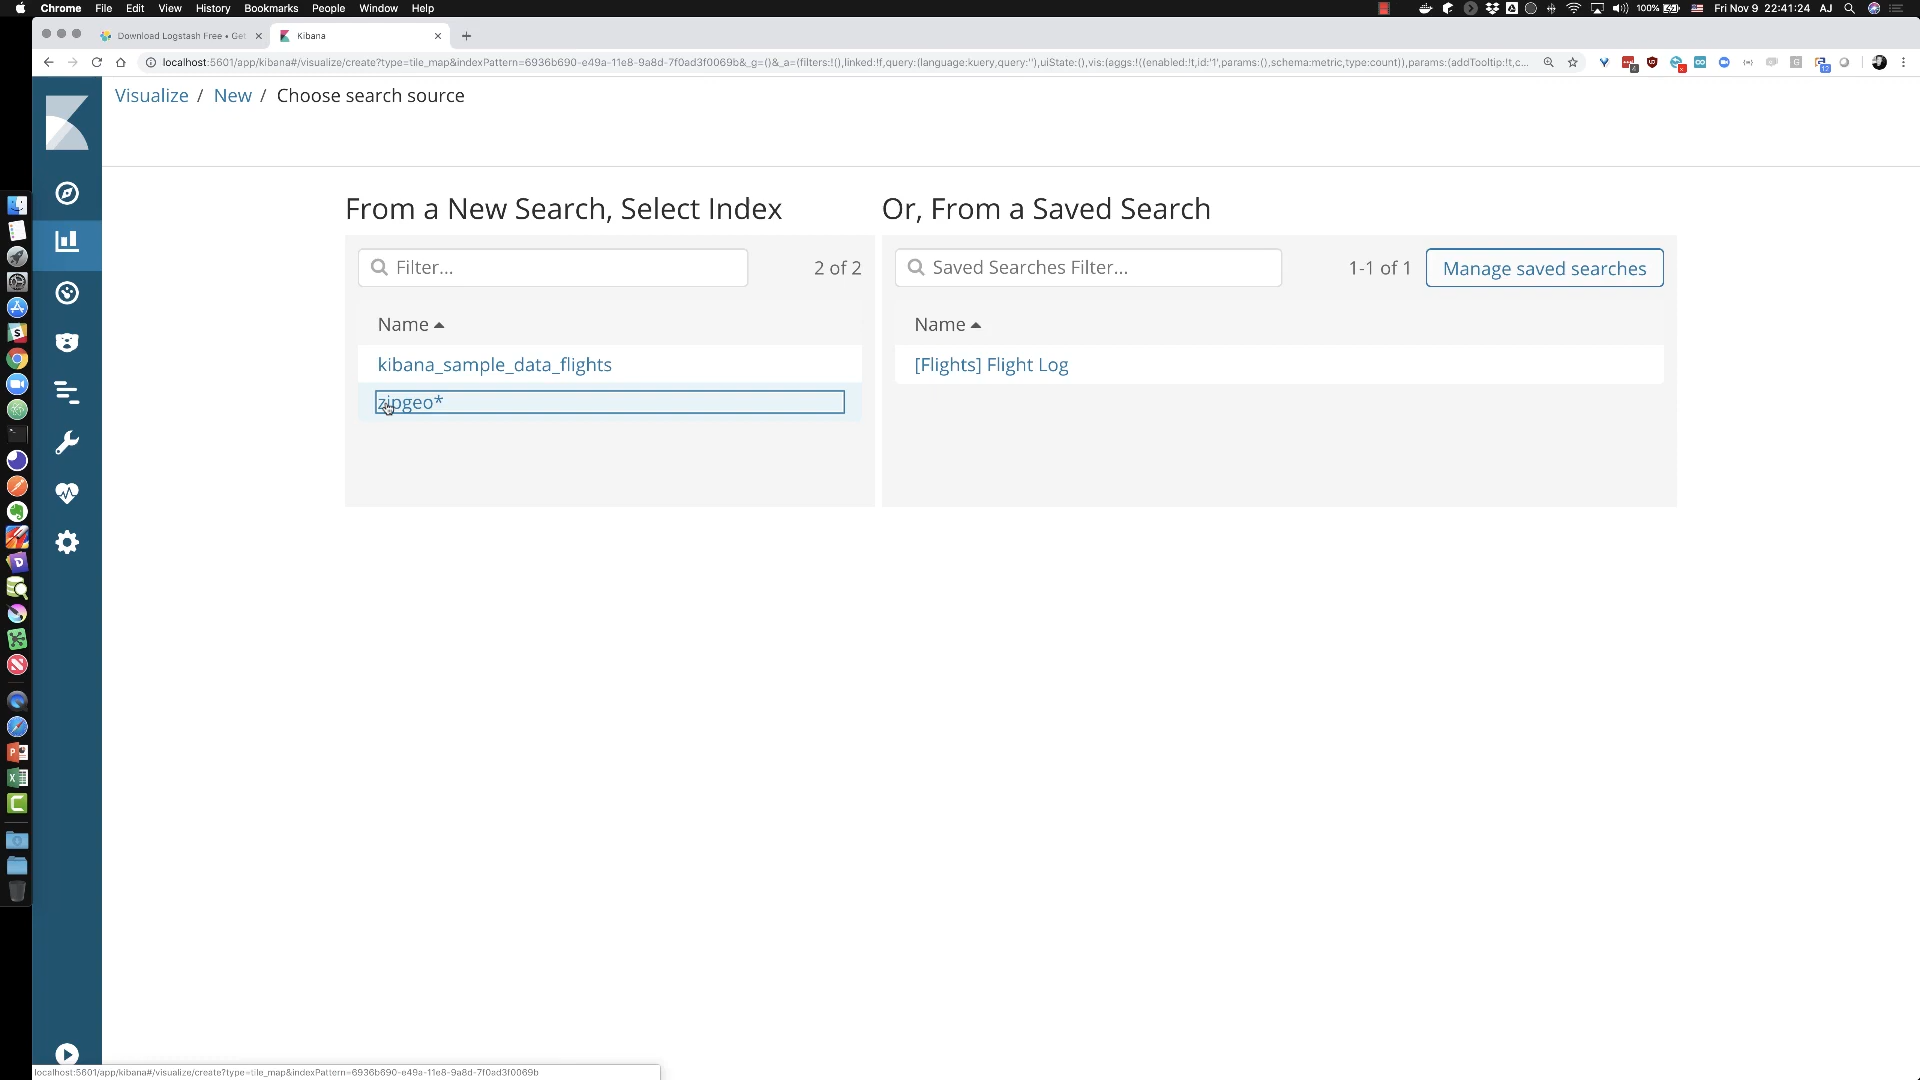 Chrome File Edit View History Bookmarks People Window Help
100% Fri Nov 9 22:41:24 AJ
Download Logstash Free • Get
Kibana
localhost:5601/app/kibana#/visualize/create?type=tile_map&indexPattern=6936b690-e49a-11e8-9a8d-7f0ad3f0069b&_g=()&_a=(filters:!(),linked:!f,query:(language:kuery,query:''),uiState:(),vis:(aggs:!((enabled:!t,id:'1',params:(),schema:metric,type:count)),params:(addTooltip:!t,c...
Visualize / New / Choose search source
From a New Search, Select Index
Or, From a Saved Search
Filter...
2 of 2
Saved Searches Filter...
1-1 of 1
Manage saved searches
Name
Name
kibana_sample_data_flights
[Flights] Flight Log
zipgeo*
localhost:5601/app/kibana#/visualize/create?type=tile_map&indexPattern=6936b690-e49a-11e8-9a8d-7f0ad3f0069b